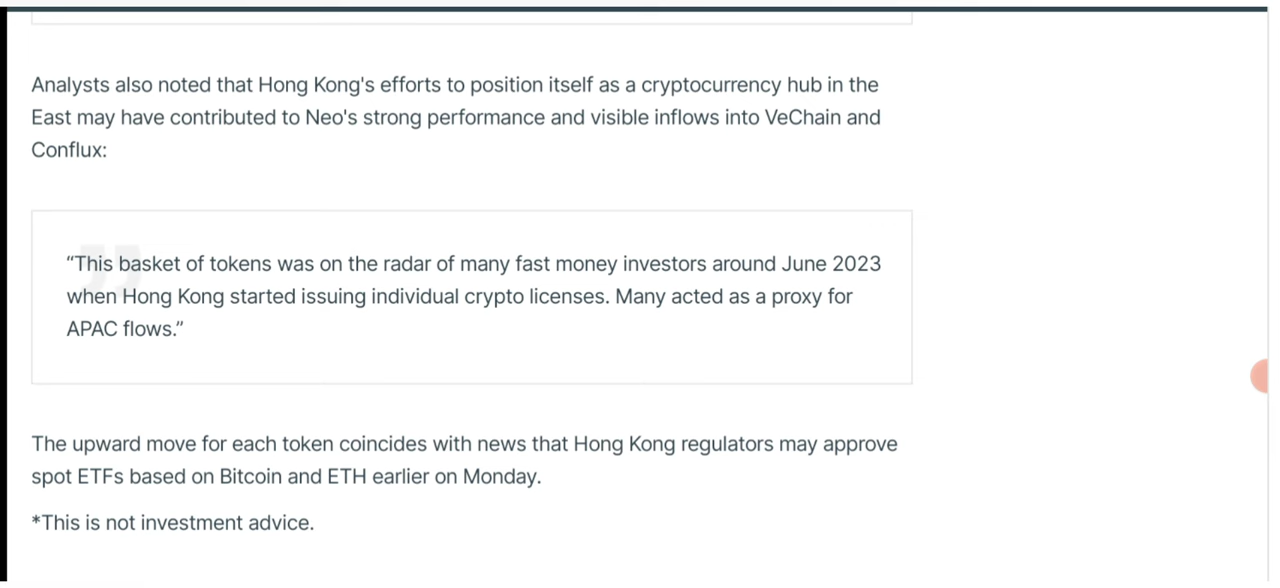 Analysts also noted that Hong Kong's efforts to position itself as a cryptocurrency hub in the
East may have contributed to Neo's strong performance and visible inflows into VeChain and
Conflux:
“This basket of tokens was on the radar of many fast money investors around June 2023
when Hong Kong started issuing individual crypto licenses. Many acted as a proxy for
APAC flows.”
The upward move for each token coincides with news that Hong Kong regulators may approve
spot ETFs based on Bitcoin and ETH earlier on Monday.
*This is not investment advice.